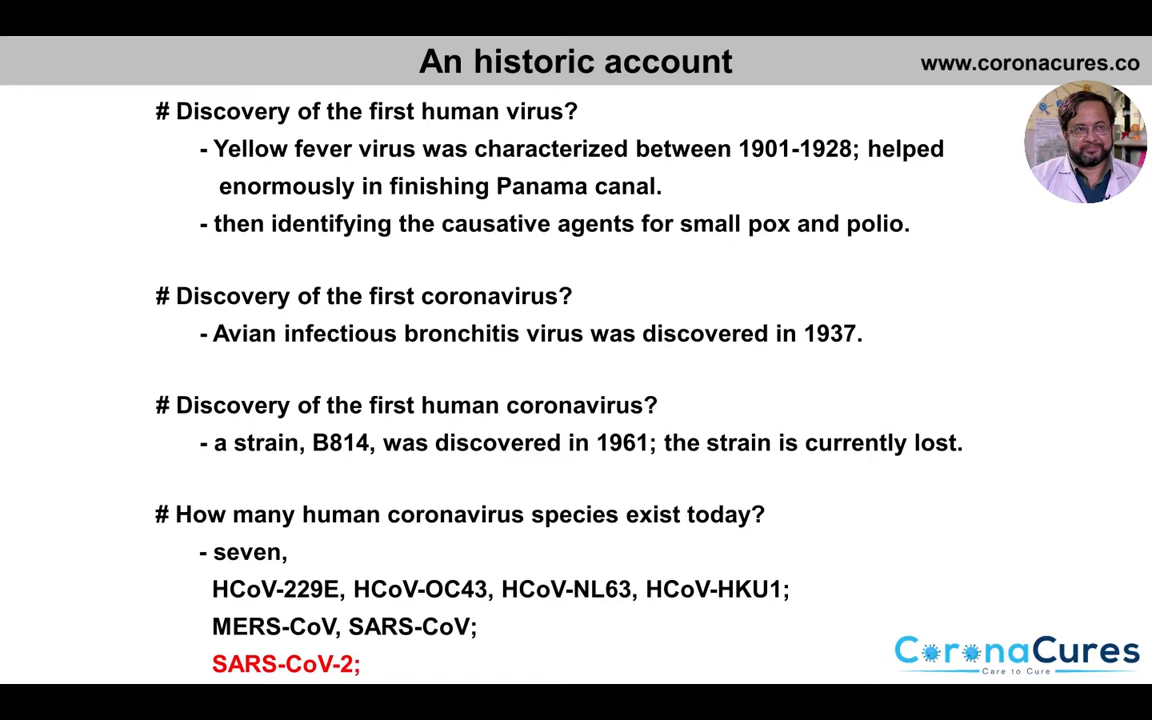 An historic account
www.coronacures.co
# Discovery of the first human virus?
- Yellow fever virus was characterized between 1901-1928; helped
enormously in finishing Panama canal.
- then identifying the causative agents for small pox and polio.
# Discovery of the first coronavirus?
- Avian infectious bronchitis virus was discovered in 1937.
# Discovery of the first human coronavirus?
- a strain, B814, was discovered in 1961; the strain is currently lost.
# How many human coronavirus species exist today?
- seven,
HCoV-229E, HCoV-OC43, HCoV-NL63, HCoV-HKU1;
MERS-CoV, SARS-CoV;
SARS-CoV-2;
CoronaCures
Care to Cure